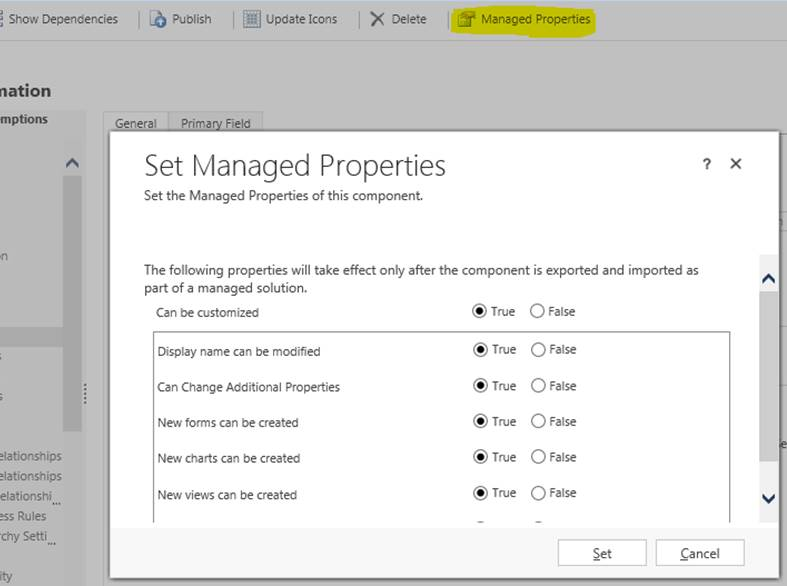 Show Dependencies Publish Update Icons Delete Managed Properties
mation
mptions General Primary Field
Set Managed Properties ? ×
Set the Managed Properties of this component.
n
The following properties will take effect only after the component is exported and imported as
part of a managed solution.
Can be customized True False
Display name can be modified True False
s
Can Change Additional Properties True False
s
New forms can be created True False
elationships
New charts can be created True False
elationships
elationshi...
New views can be created True False
ess Rules
rchy Setti...
Set Cancel
ity